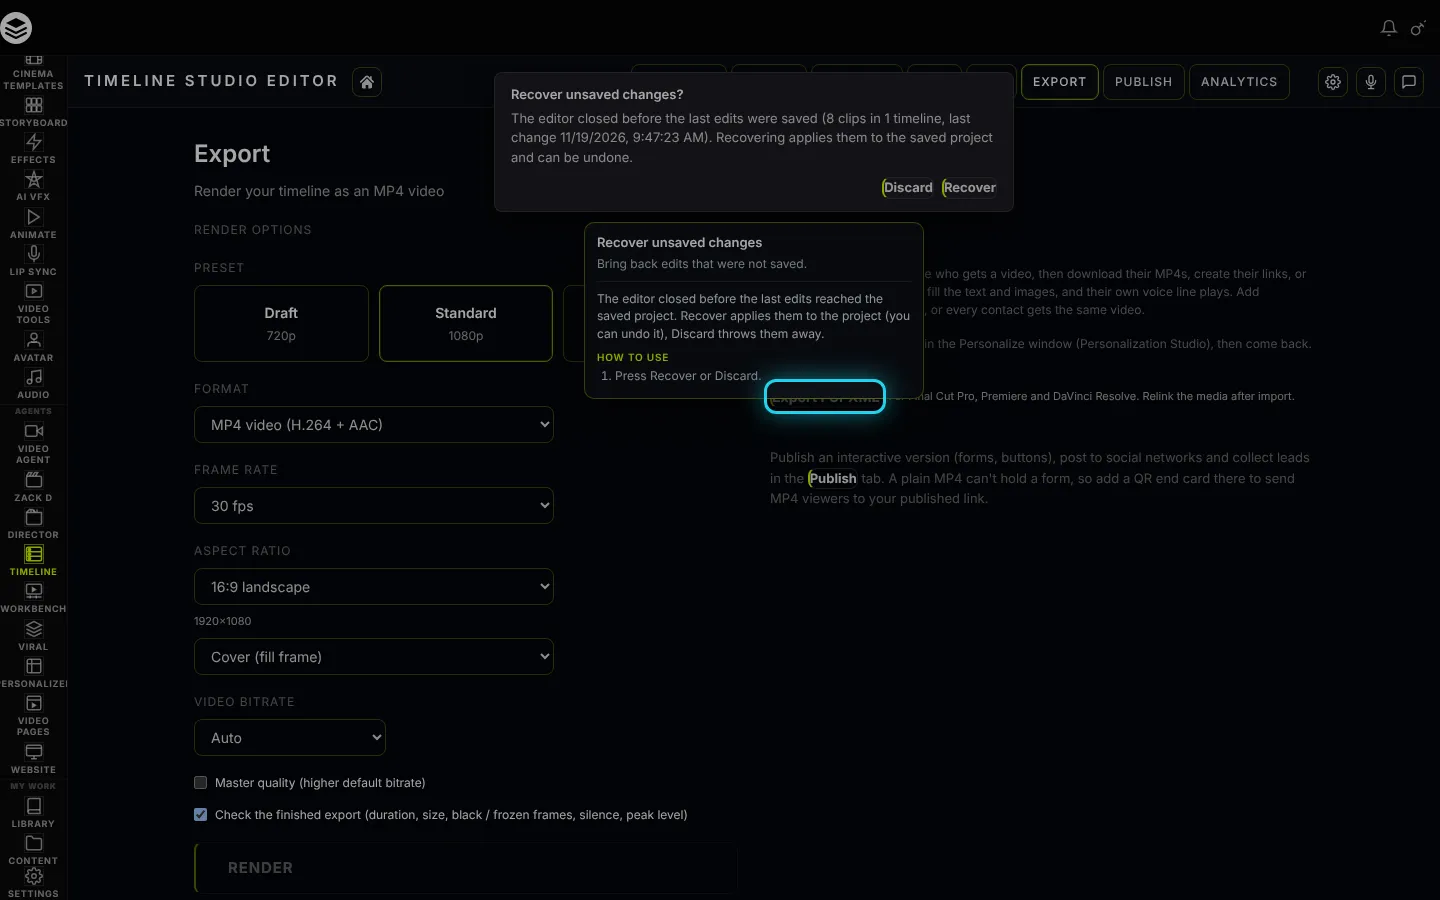 TIMELINE STUDIO EDITOR
EXPORT
PUBLISH
ANALYTICS
CINEMA
TEMPLATES
STORYBOARD
EFFECTS
AI VFX
ANIMATE
LIP SYNC
VIDEO
TOOLS
AVATAR
AUDIO
AGENTS
VIDEO
AGENT
ZACK D
DIRECTOR
TIMELINE
WORKBENCH
VIRAL
PERSONALIZE
VIDEO
PAGES
WEBSITE
MY WORK
LIBRARY
CONTENT
SETTINGS
Recover unsaved changes?
The editor closed before the last edits were saved (8 clips in 1 timeline, last
change 11/19/2026, 9:47:23 AM). Recovering applies them to the saved project
and can be undone.
Discard
Recover
Recover unsaved changes
Bring back edits that were not saved.
The editor closed before the last edits reached the
saved project. Recover applies them to the project (you
can undo it), Discard throws them away.
HOW TO USE
1. Press Recover or Discard.
Export
Render your timeline as an MP4 video
RENDER OPTIONS
PRESET
Draft
720p
Standard
1080p
FORMAT
MP4 video (H.264 + AAC)
FRAME RATE
30 fps
ASPECT RATIO
16:9 landscape
1920×1080
Cover (fill frame)
VIDEO BITRATE
Auto
Master quality (higher default bitrate)
Check the finished export (duration, size, black / frozen frames, silence, peak level)
RENDER
who gets a video, then download their MP4s, create their links, or
fill the text and images, and their own voice line plays. Add
, or every contact gets the same video.
in the Personalize window (Personalization Studio), then come back.
Cut Pro, Premiere and DaVinci Resolve. Relink the media after import.
Publish an interactive version (forms, buttons), post to social networks and collect leads
in the Publish tab. A plain MP4 can't hold a form, so add a QR end card there to send
MP4 viewers to your published link.